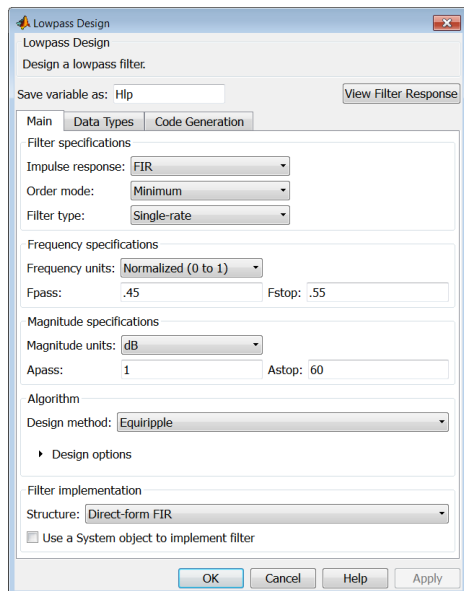 Lowpass Design
Lowpass Design
Design a lowpass filter.
Save variable as: Hlp View Filter Response
Main Data Types Code Generation
Filter specifications
Impulse response: FIR
Order mode: Minimum
Filter type: Single-rate
Frequency specifications
Frequency units: Normalized (0 to 1)
Fpass: .45 Fstop: .55
Magnitude specifications
Magnitude units: dB
Apass: 1 Astop: 60
Algorithm
Design method: Equiripple
Design options
Filter implementation
Structure: Direct-form FIR
Use a System object to implement filter
OK Cancel Help Apply